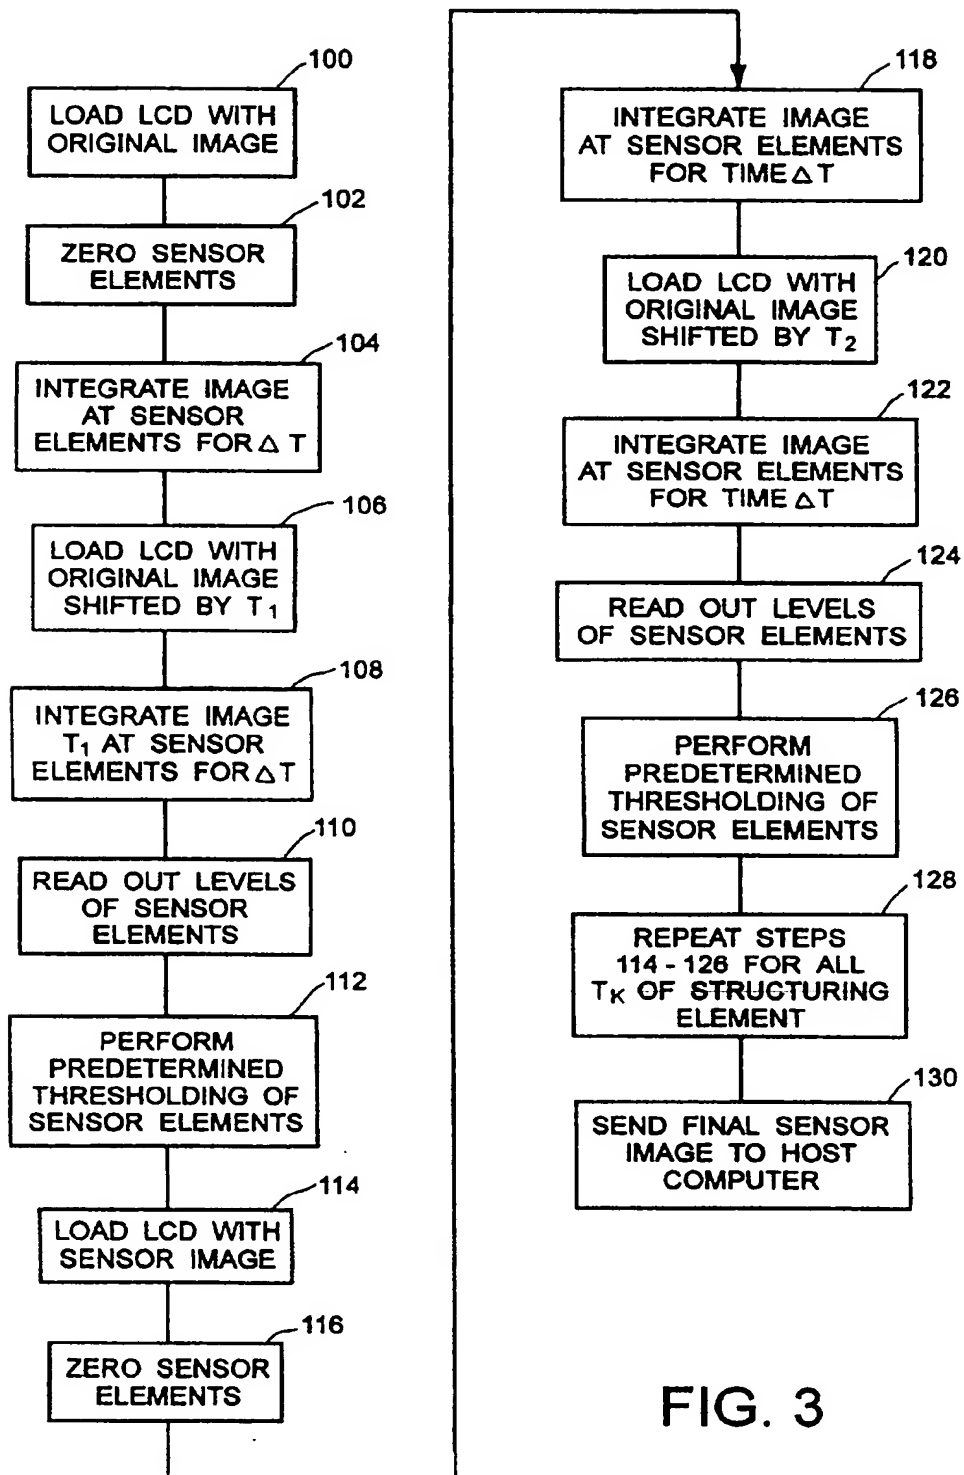 100
LOAD LCD WITH
ORIGINAL IMAGE
102
ZERO SENSOR
ELEMENTS
104
INTEGRATE IMAGE
AT SENSOR
ELEMENTS FOR △ T
106
LOAD LCD WITH
ORIGINAL IMAGE
SHIFTED BY T₁
108
INTEGRATE IMAGE
T₁ AT SENSOR
ELEMENTS FOR △ T
110
READ OUT LEVELS
OF SENSOR
ELEMENTS
112
PERFORM
PREDETERMINED
THRESHOLDING OF
SENSOR ELEMENTS
114
LOAD LCD WITH
SENSOR IMAGE
116
ZERO SENSOR
ELEMENTS
118
INTEGRATE IMAGE
AT SENSOR ELEMENTS
FOR TIME △ T
120
LOAD LCD WITH
ORIGINAL IMAGE
SHIFTED BY T₂
122
INTEGRATE IMAGE
AT SENSOR ELEMENTS
FOR TIME △ T
124
READ OUT LEVELS
OF SENSOR ELEMENTS
126
PERFORM
PREDETERMINED
THRESHOLDING OF
SENSOR ELEMENTS
128
REPEAT STEPS
114 - 126 FOR ALL
T_K OF STRUCTURING
ELEMENT
130
SEND FINAL SENSOR
IMAGE TO HOST
COMPUTER
FIG. 3